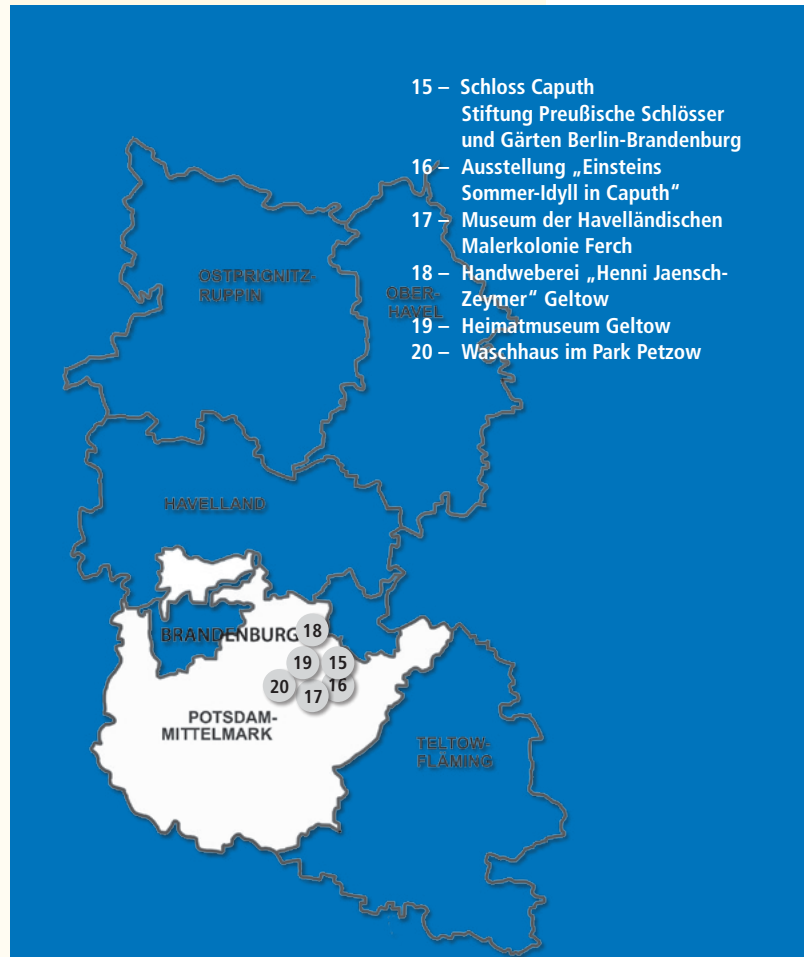 15 – Schloss Caputh
Stiftung Preußische Schlösser
und Gärten Berlin-Brandenburg
16 – Ausstellung „Einsteins
Sommer-Idyll in Caputh“
17 – Museum der Havelländischen
Malerkolonie Ferch
18 – Handweberei „Henni Jaensch-
Zeymer“ Geltow
19 – Heimatmuseum Geltow
20 – Waschhaus im Park Petzow
OSTPRIGNITZ-
RUPPIN
OBER-
HAVEL
HAVELLAND
BRANDENBURG
18
19
15
20
17
16
POTSDAM-
MITTELMARK
TELTOW-
FLÄMING